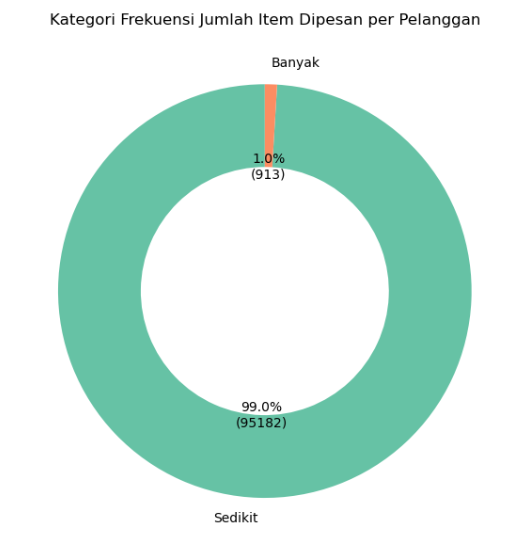 Kategori Frekuensi Jumlah Item Dipesan per Pelanggan
Banyak
1.0%
(913)
99.0%
(95182)
Sedikit